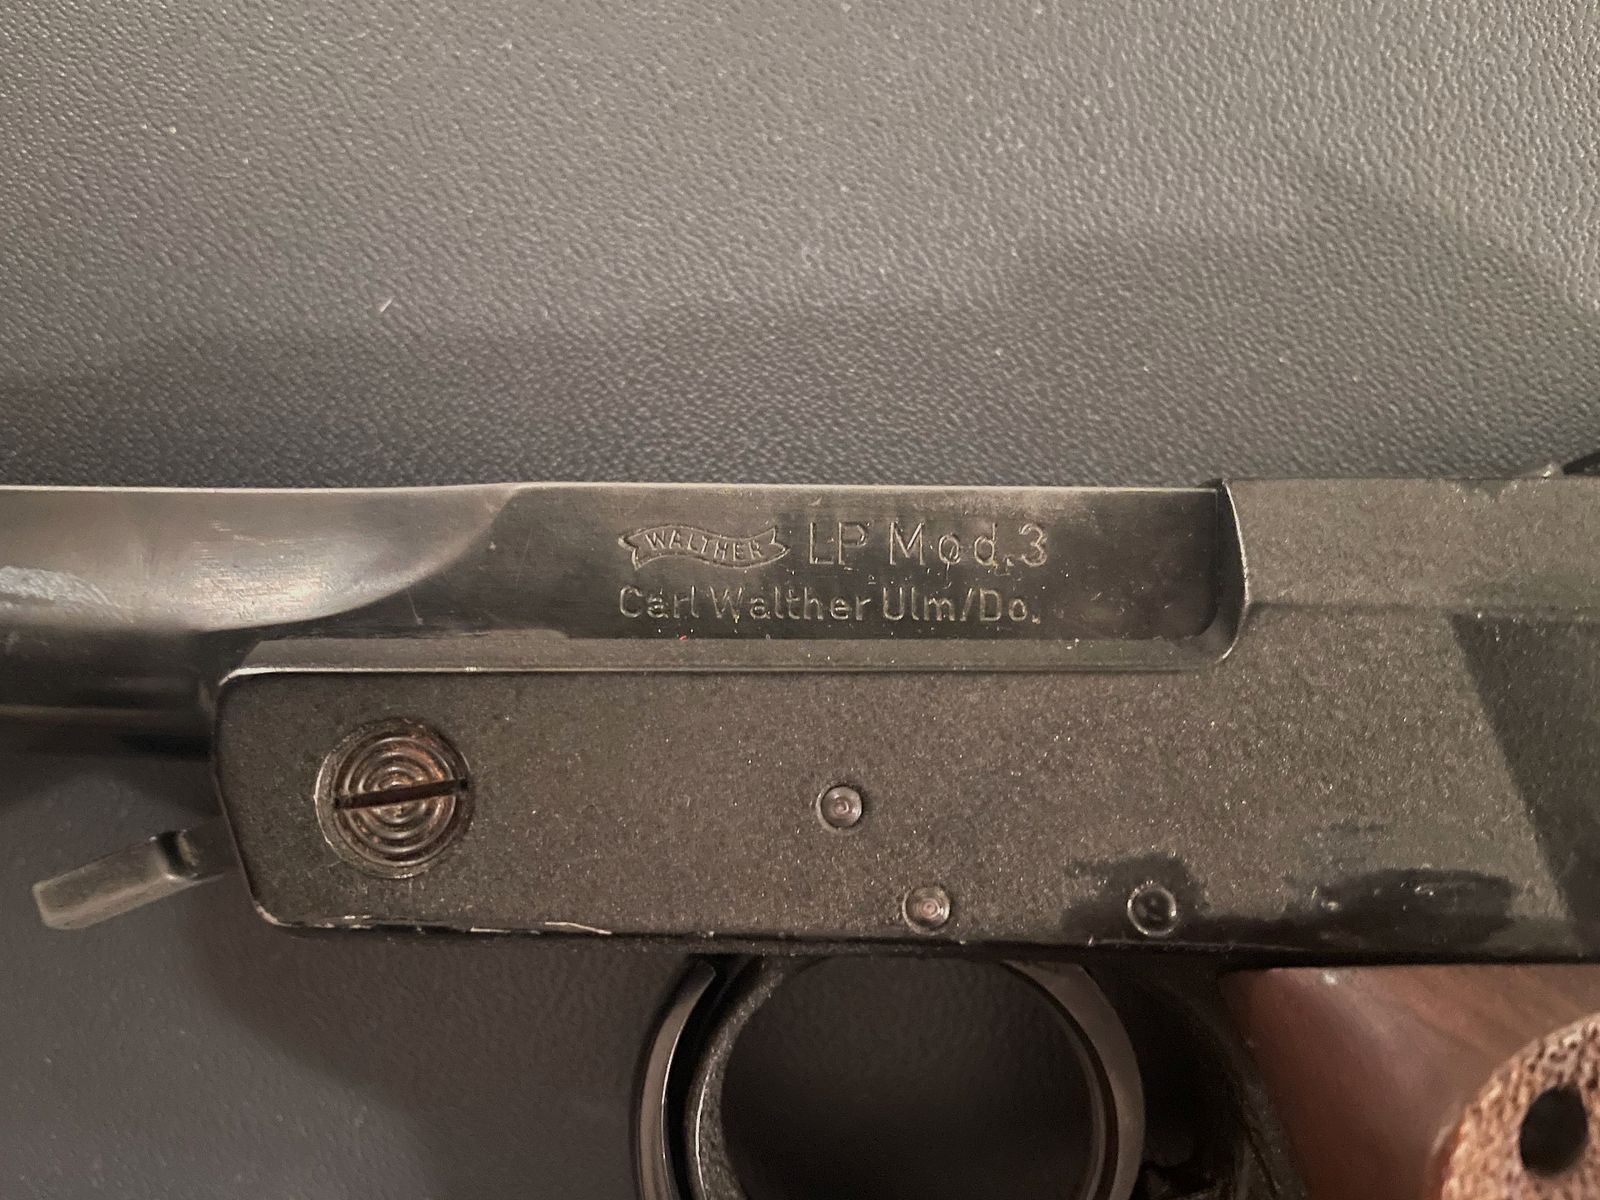 WALTHER LP Mod.3
Carl Walther Ulm/Do.